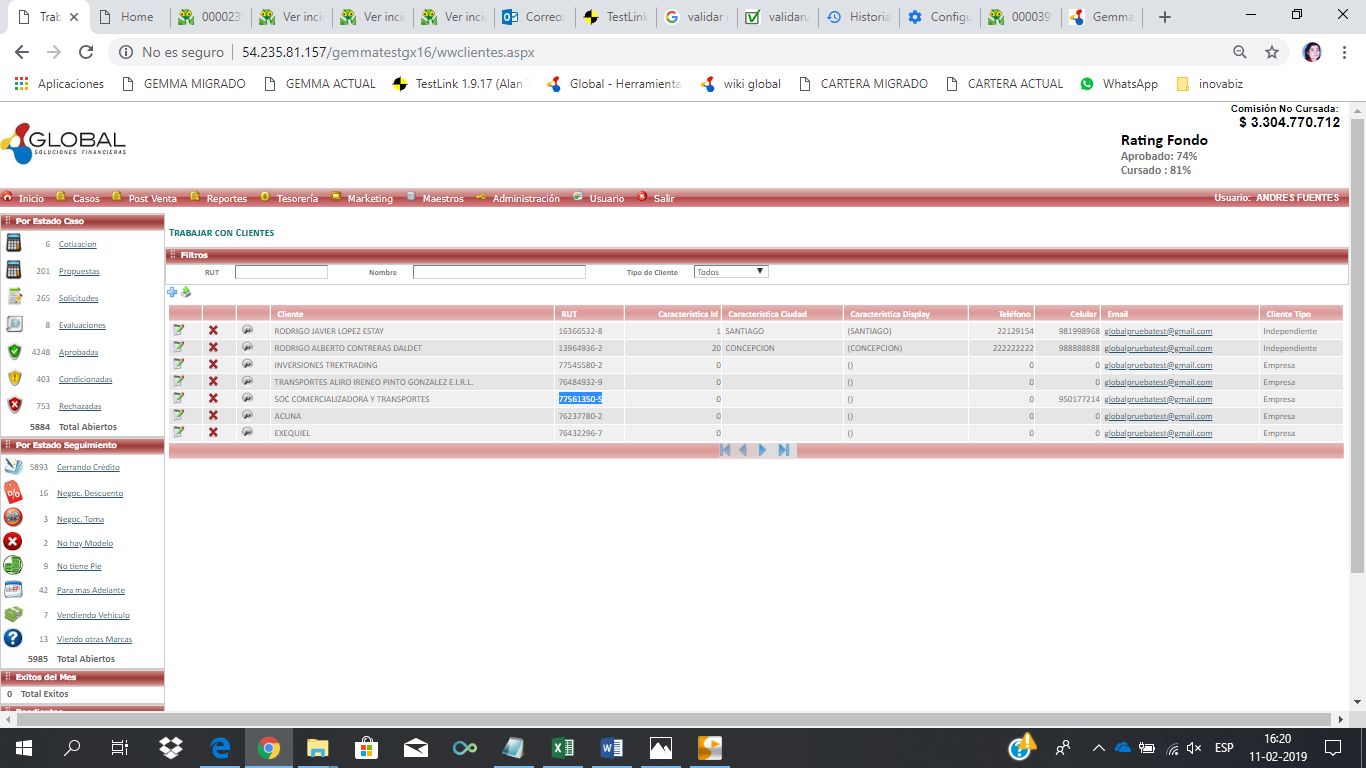 Trab
Home
000023
Ver inci
Ver inci
Ver inci
Correo:
TestLink
validar
validaru
Historia
Configu
000039
Gemma
No es seguro | 54.235.81.157/gemmatestgx16/wwclientes.aspx
Aplicaciones GEMMA MIGRADO GEMMA ACTUAL TestLink 1.9.17 (Alan Global - Herramienta wiki global CARTERA MIGRADO CARTERA ACTUAL WhatsApp inovabiz
Comisión No Cursada:
$ 3.304.770.712
GLOBAL
SOLUCIONES FINANCIERAS
Rating Fondo
Aprobado: 74%
Cursado : 81%
Inicio Casos Post Venta Reportes Tesorería Marketing Maestros Administración Usuario Salir Usuario: ANDRES FUENTES
Por Estado Caso
6 Cotizacion
201 Propuestas
265 Solicitudes
8 Evaluaciones
4248 Aprobadas
403 Condicionadas
753 Rechazadas
5884 Total Abiertos
Por Estado Seguimiento
5893 Cerrando Crédito
16 Negoc. Descuento
3 Negoc. Toma
2 No hay Modelo
9 No tiene Pie
42 Para mas Adelante
7 Vendiendo Vehiculo
13 Viendo otras Marcas
5985 Total Abiertos
Exitos del Mes
0 Total Exitos
Pendientes
TRABAJAR CON CLIENTES
Filtros
RUT Nombre Tipo de Cliente Todos
Cliente RUT Caracteristica Id Caracteristica Ciudad Caracteristica Display Teléfono Celular Email Cliente Tipo
RODRIGO JAVIER LOPEZ ESTAY 16366532-8 1 SANTIAGO (SANTIAGO) 22129154 981998968 globalpruebatest@gmail.com Independiente
RODRIGO ALBERTO CONTRERAS DALDET 13964936-2 20 CONCEPCION (CONCEPCION) 222222222 988888888 globalpruebatest@gmail.com Independiente
INVERSIONES TREKTRADING 77545580-2 0 () 0 0 globalpruebatest@gmail.com Empresa
TRANSPORTES ALIRO IRENEO PINTO GONZALEZ E.I.R.L. 76484932-9 0 () 0 0 globalpruebatest@gmail.com Empresa
SOC COMERCIALIZADORA Y TRANSPORTES 77561350-5 0 () 0 950177214 globalpruebatest@gmail.com Empresa
ACUNA 76237780-2 0 () 0 0 globalpruebatest@gmail.com Empresa
EXEQUIEL 76432296-7 0 () 0 0 globalpruebatest@gmail.com Empresa
ESP
16:20
11-02-2019